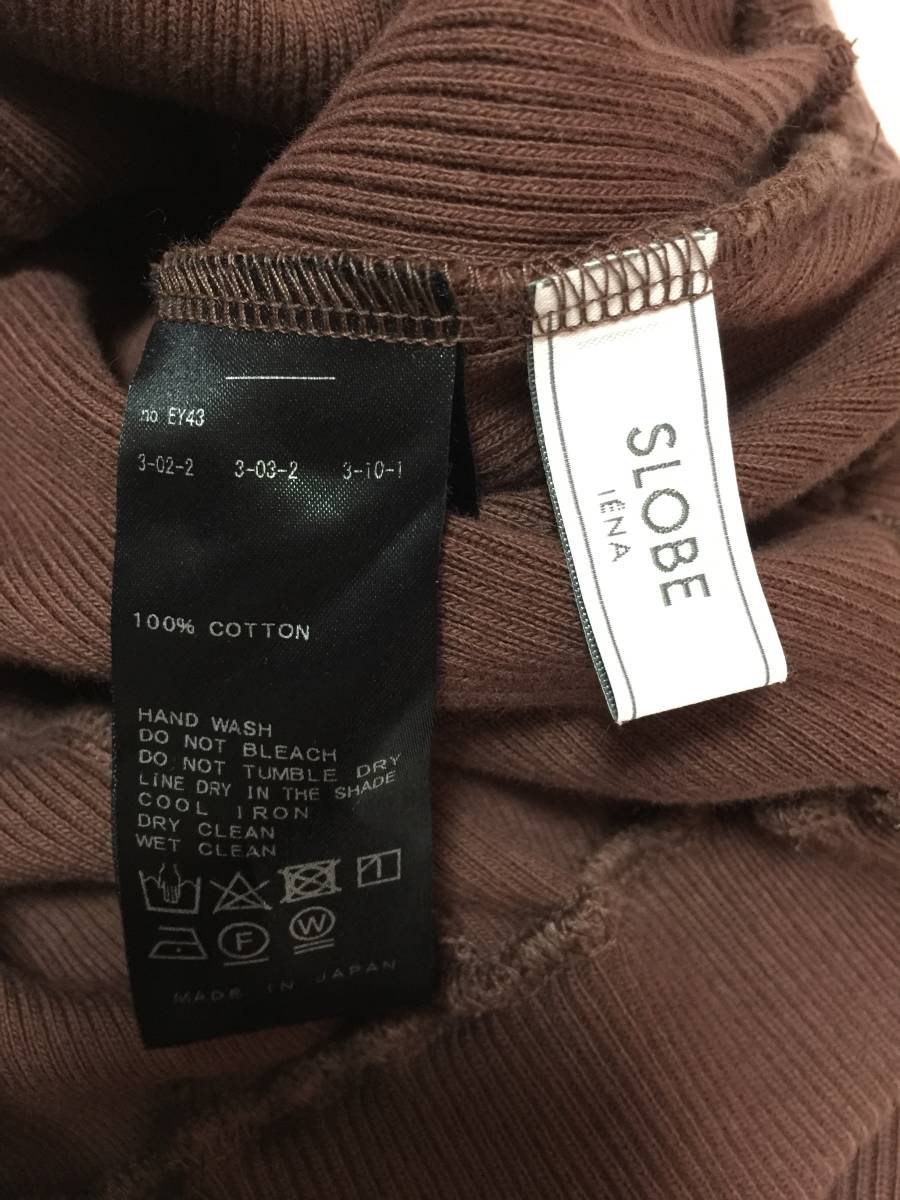 no EY43
3-02-2 3-03-2 3-10-1
100% COTTON
HAND WASH
DO NOT BLEACH
DO NOT TUMBLE DRY
LINE DRY IN THE SHADE
COOL IRON
DRY CLEAN
WET CLEAN
F W
MADE IN JAPAN
SLOBE
IÉNA